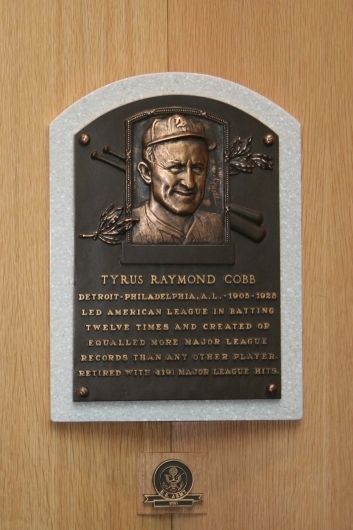 TYRUS RAYMOND COBB
DETROIT-PHILADELPHIA, A.L.-1905-1928
LED AMERICAN LEAGUE IN BATTING
TWELVE TIMES AND CREATED OR
EQUALLED MORE MAJOR LEAGUE
RECORDS THAN ANY OTHER PLAYER.
RETIRED WITH 4191 MAJOR LEAGUE HITS.
U.S. ARMY